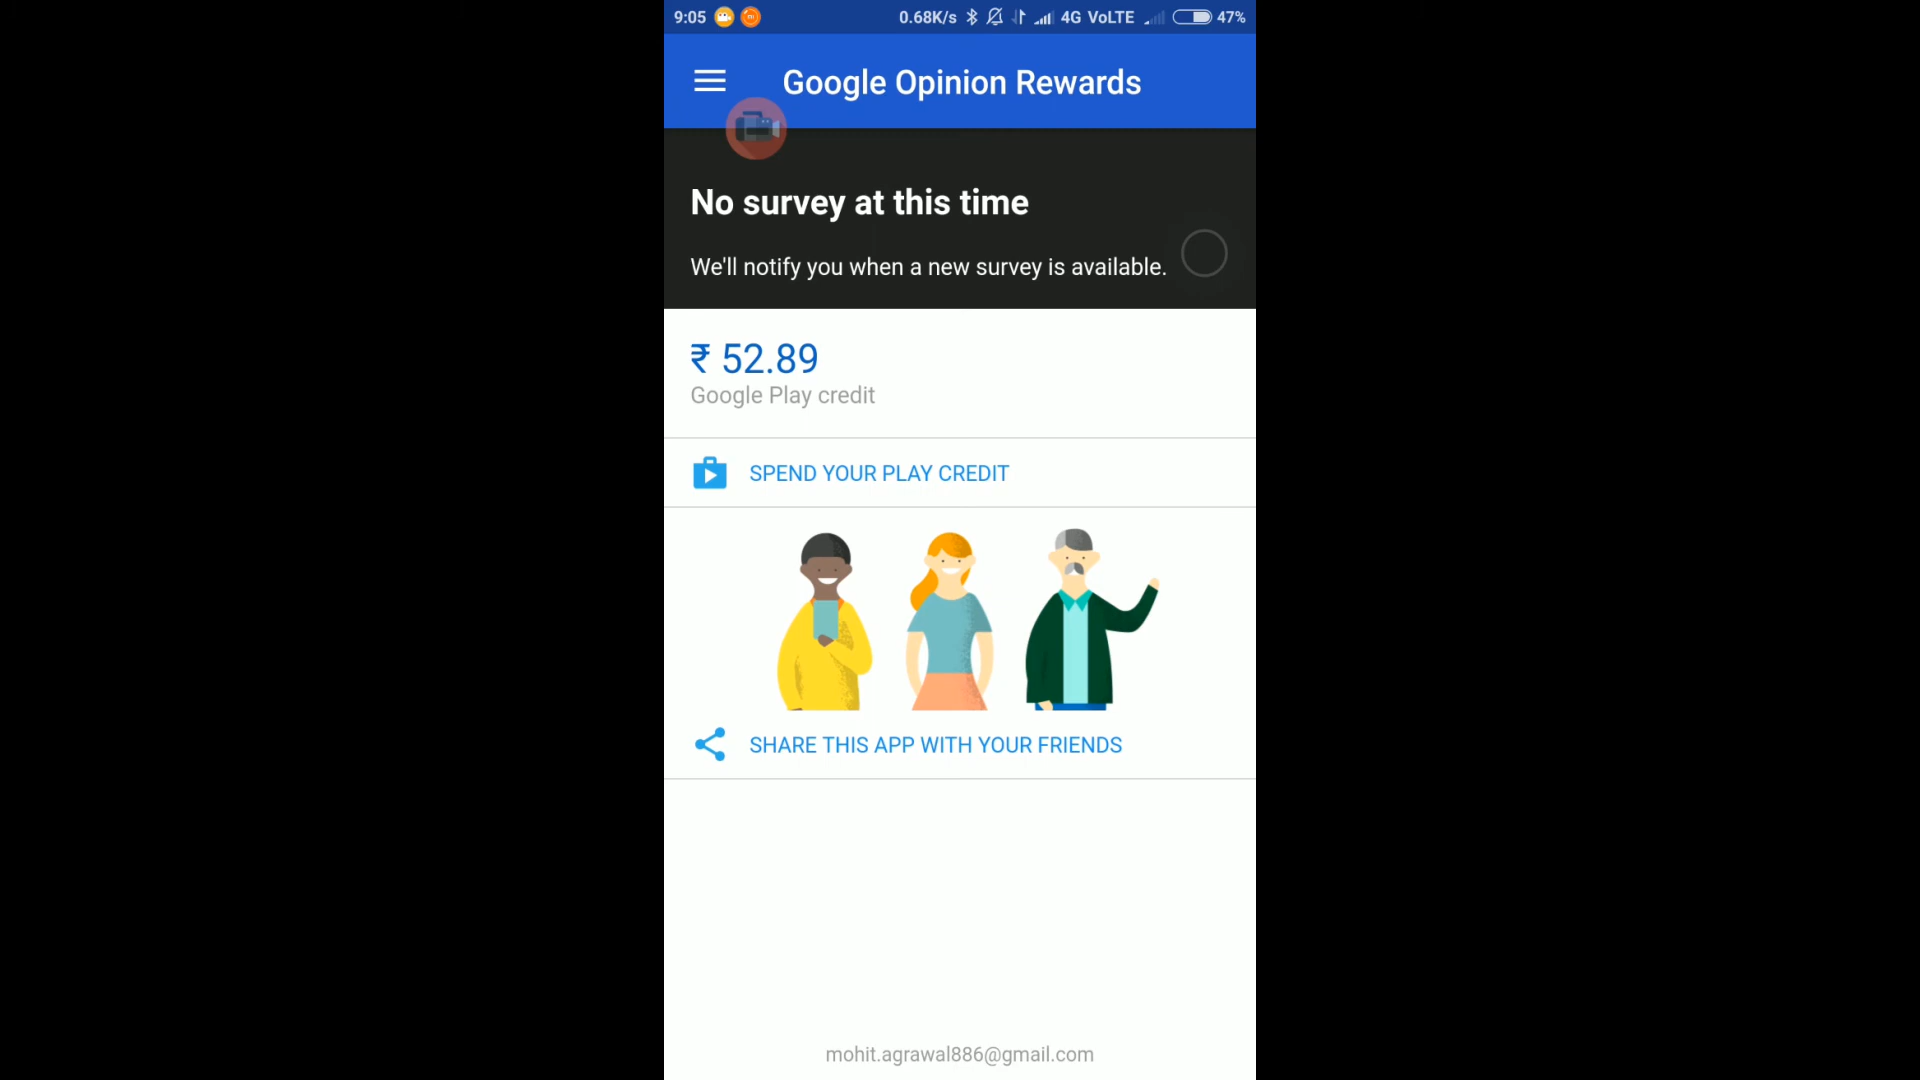 9:05 0.68K/s 4G VoLTE 47%
Google Opinion Rewards
No survey at this time
We'll notify you when a new survey is available.
₹ 52.89
Google Play credit
SPEND YOUR PLAY CREDIT
SHARE THIS APP WITH YOUR FRIENDS
mohit.agrawal886@gmail.com